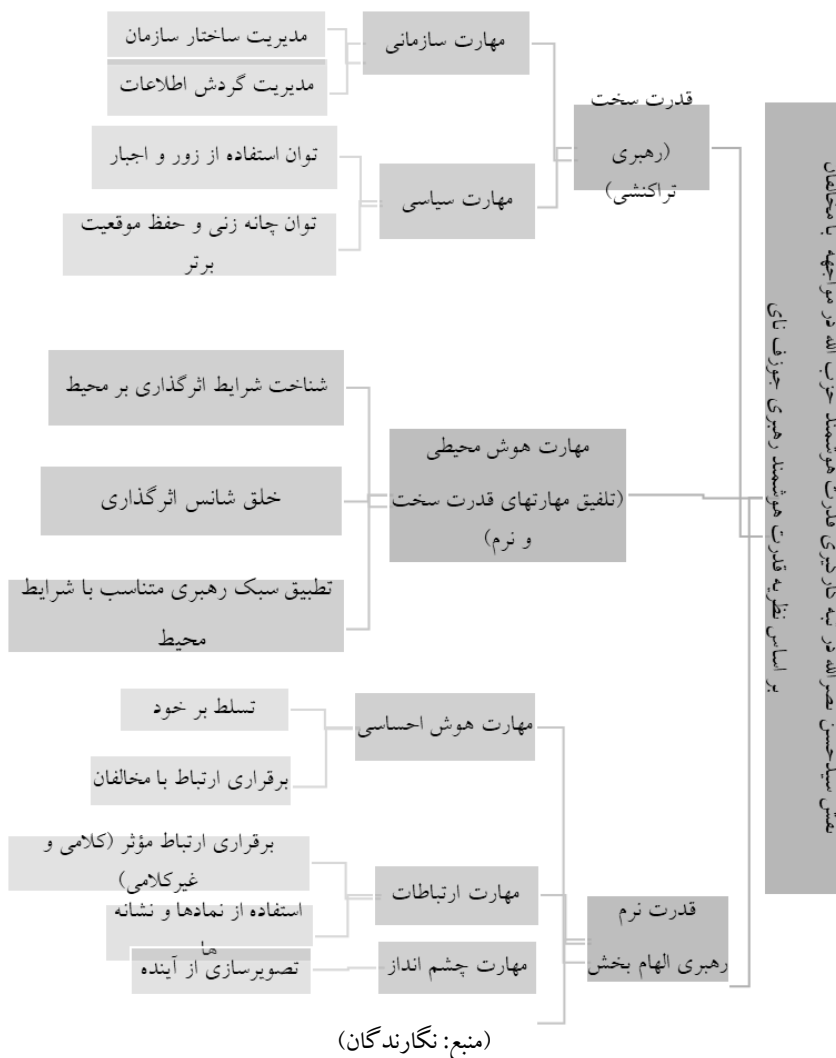 نقش سیدحسن نصر الله در به کارگیری قدرت هوشمند حزب الله در مواجهه با مخالفان
بر اساس نظریه قدرت هوشمند رهبری جوزف نای
قدرت سخت
(رهبری
تراکنشی)
مهارت سازمانی
مدیریت ساختار سازمان
مدیریت گردش اطلاعات
مهارت سیاسی
توان استفاده از زور و اجبار
توان چانه زنی و حفظ موقعیت
برتر
مهارت هوش محیطی
(تلفیق مهارتهای قدرت سخت
و نرم)
شناخت شرایط اثرگذاری بر محیط
خلق شانس اثرگذاری
تطبیق سبک رهبری متناسب با شرایط
محیط
قدرت نرم
رهبری الهام بخش
مهارت هوش احساسی
تسلط بر خود
برقراری ارتباط با مخالفان
مهارت ارتباطات
برقراری ارتباط مؤثر (کلامی و
غیرکلامی)
استفاده از نمادها و نشانه
ها
مهارت چشم انداز
تصویرسازی از آینده
(منبع: نگارندگان)